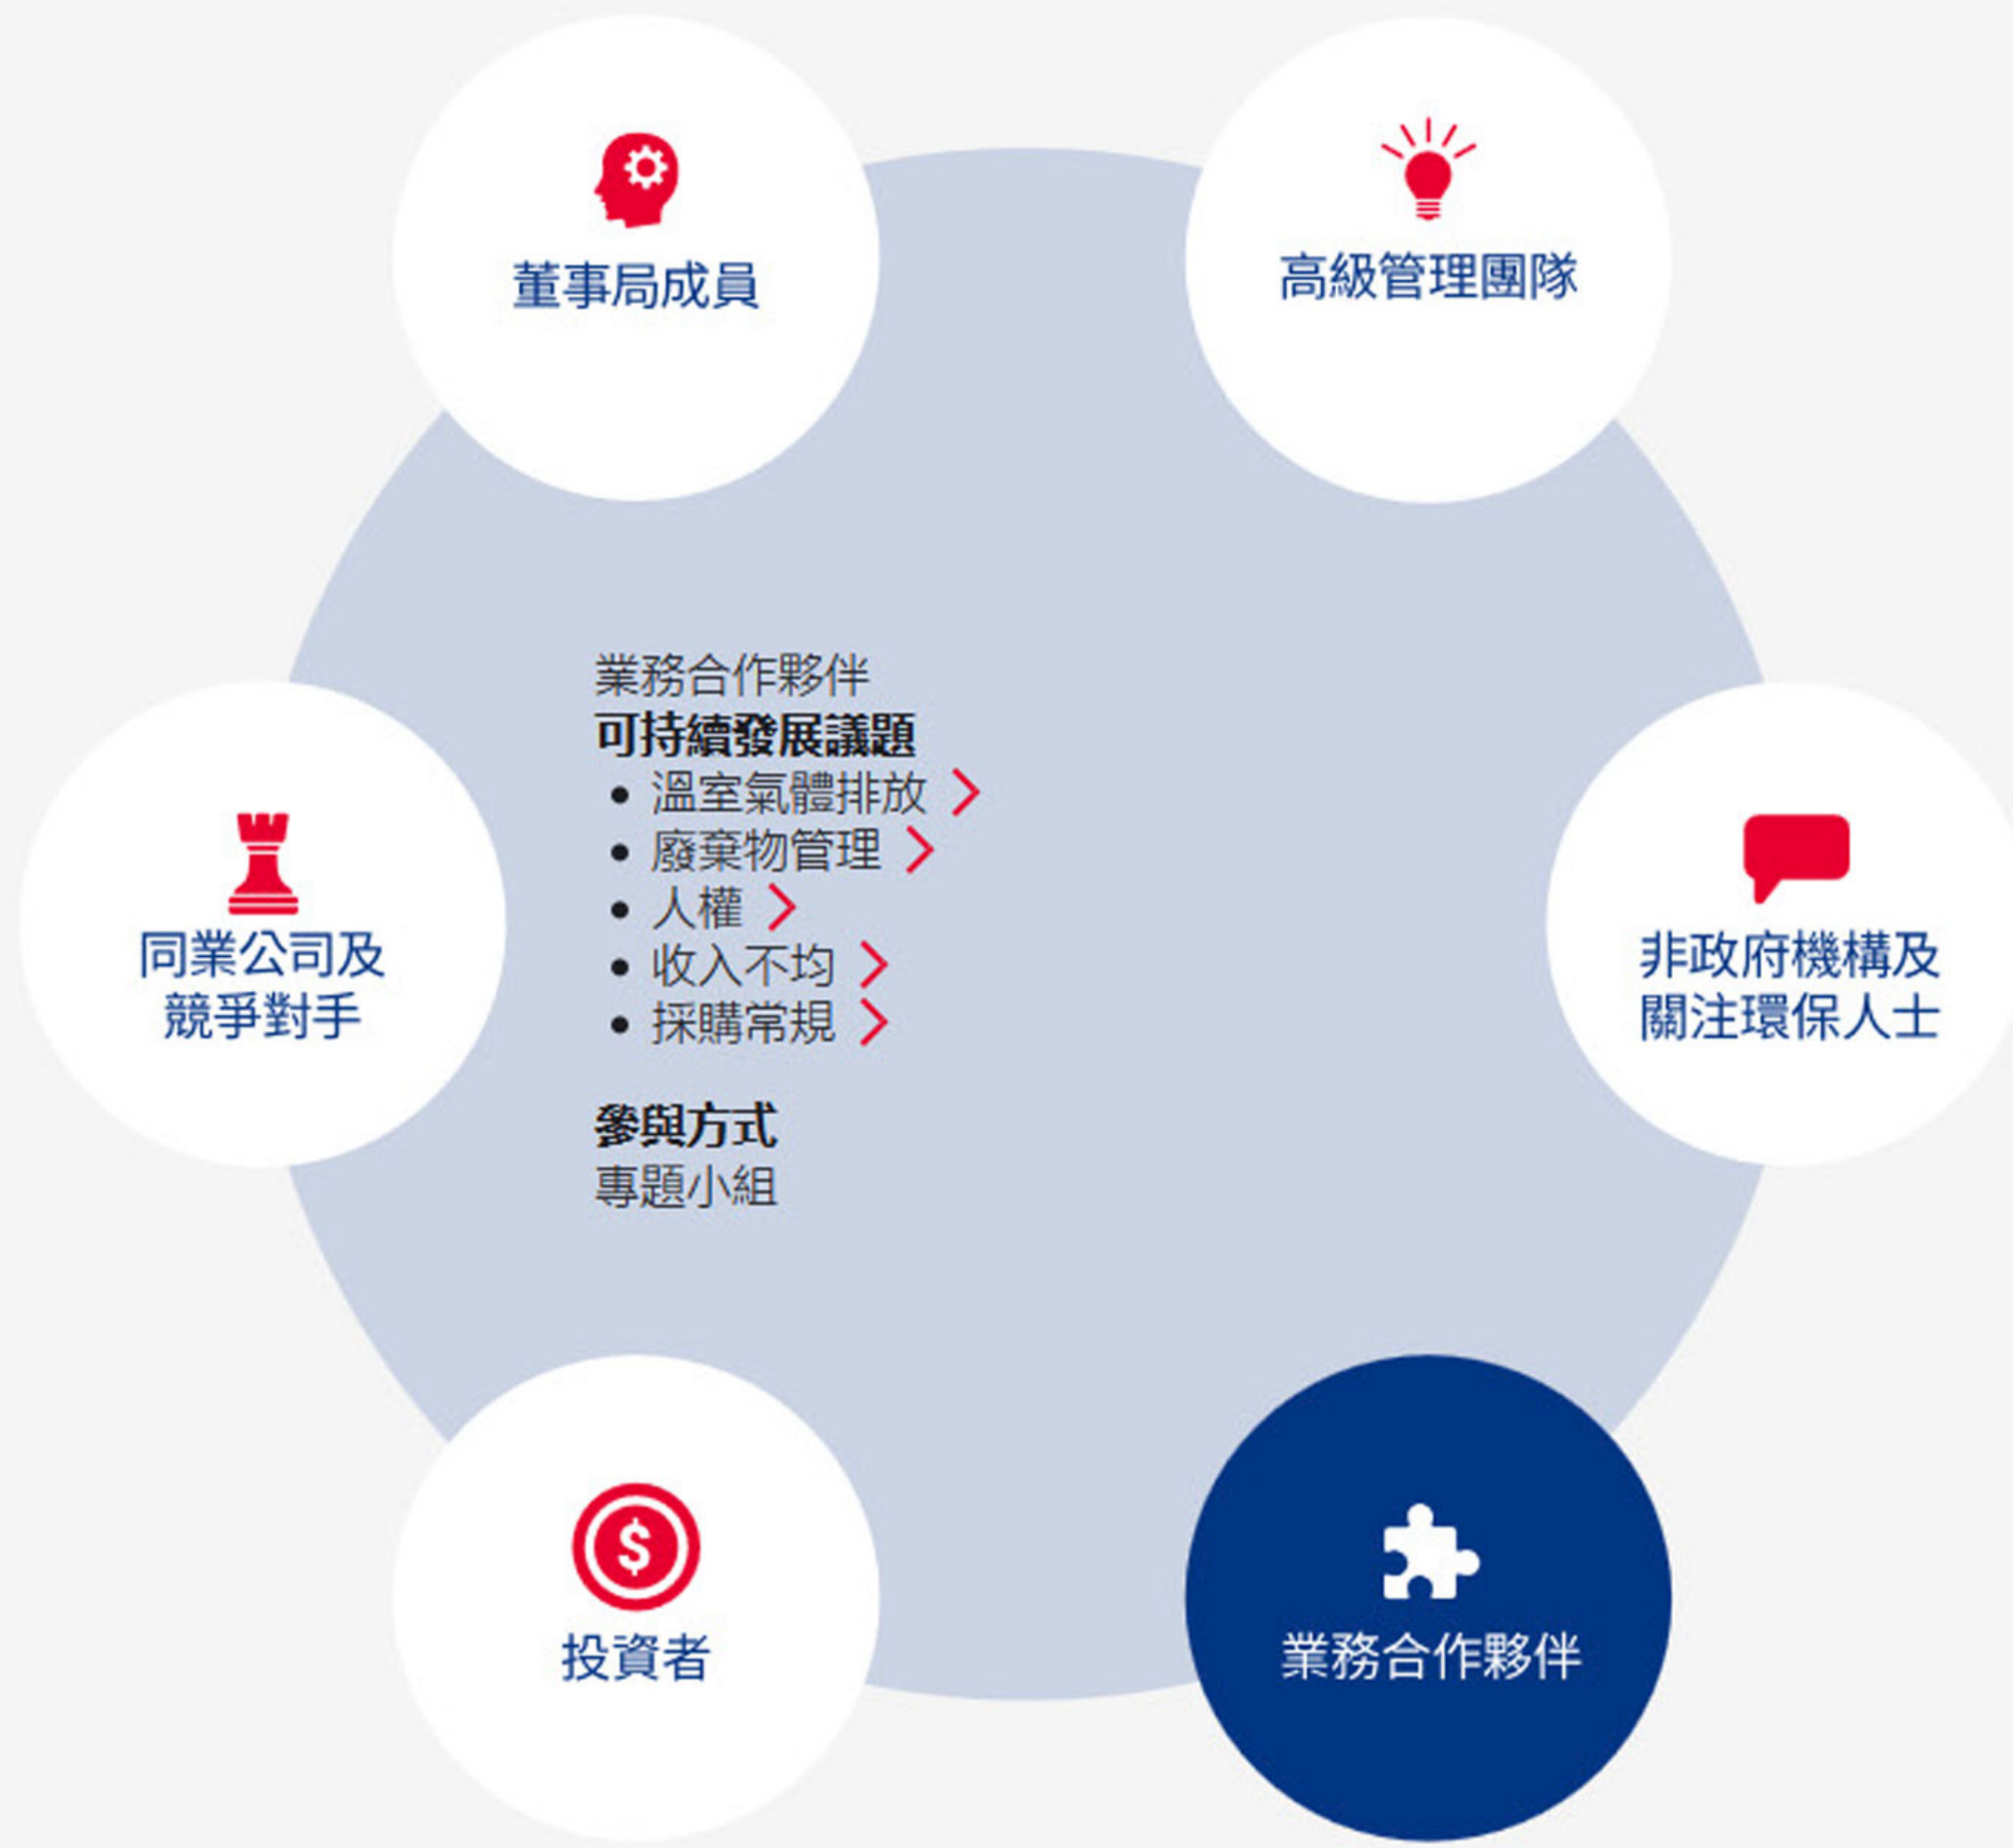 董事局成員
高級管理團隊
業務合作夥伴
可持續發展議題
• 溫室氣體排放
• 廢棄物管理
• 人權
• 收入不均
• 採購常規
參與方式
專題小組
同業公司及
競爭對手
非政府機構及
關注環保人士
$
投資者
業務合作夥伴